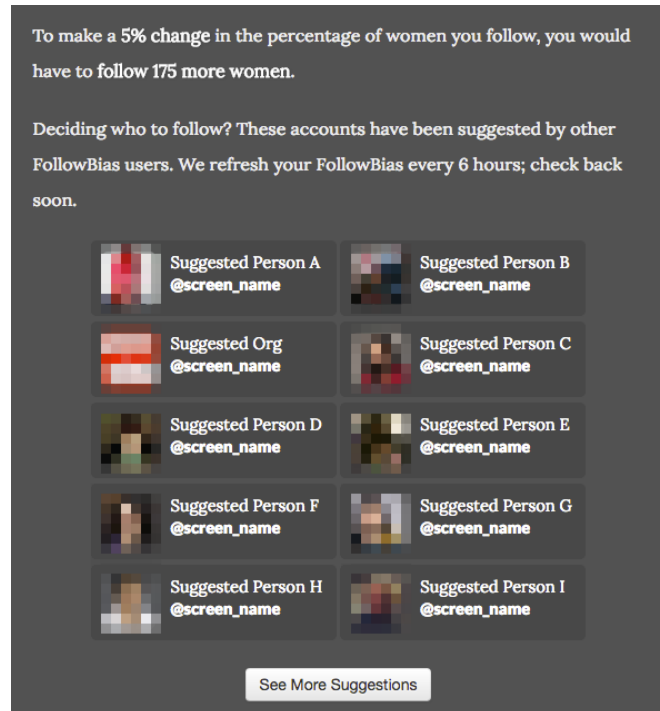 To make a 5% change in the percentage of women you follow, you would
have to follow 175 more women.
Deciding who to follow? These accounts have been suggested by other
FollowBias users. We refresh your FollowBias every 6 hours; check back
soon.
Suggested Person A
@screen_name
Suggested Person B
@screen_name
Suggested Org
@screen_name
Suggested Person C
@screen_name
Suggested Person D
@screen_name
Suggested Person E
@screen_name
Suggested Person F
@screen_name
Suggested Person G
@screen_name
Suggested Person H
@screen_name
Suggested Person I
@screen_name
See More Suggestions